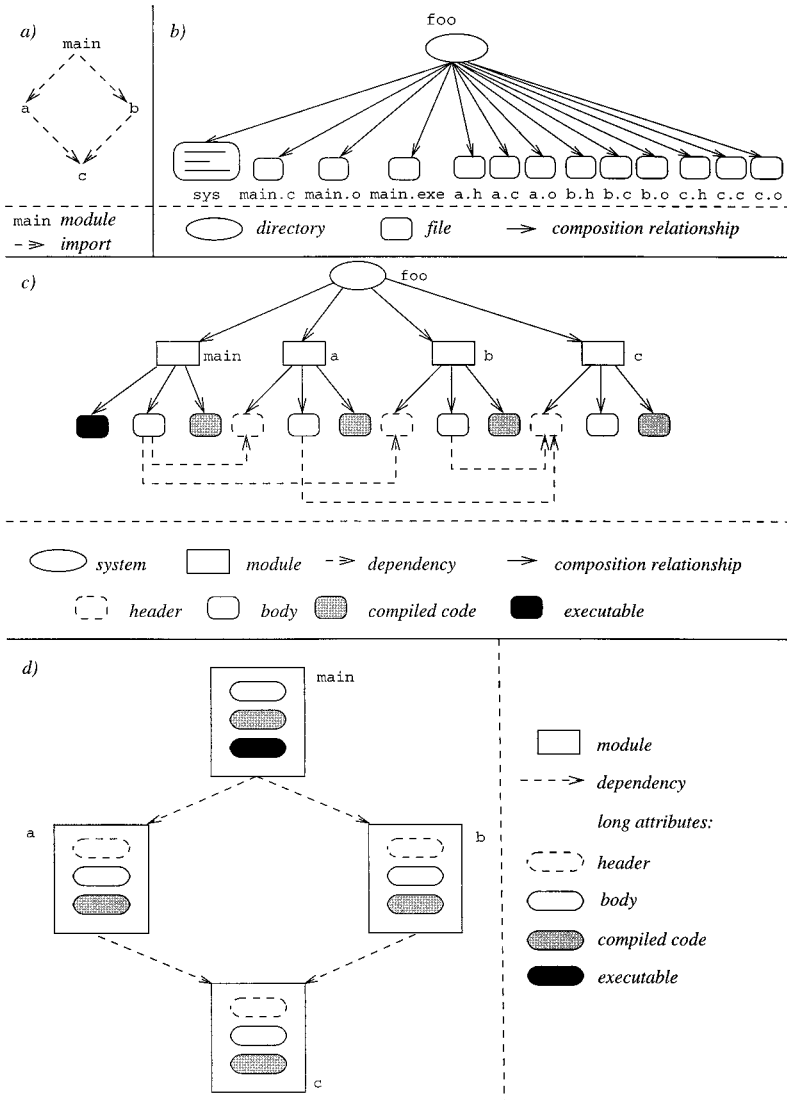 a)
main
a b
c
main module
import
b)
foo
sys main.c main.o main.exe a.h a.c a.o b.h b.c b.o c.h c.c c.o
directory file composition relationship
c)
foo
main a b c
system module dependency composition relationship
header body compiled code executable
d)
main
a
b
c
module
dependency
long attributes:
header
body
compiled code
executable